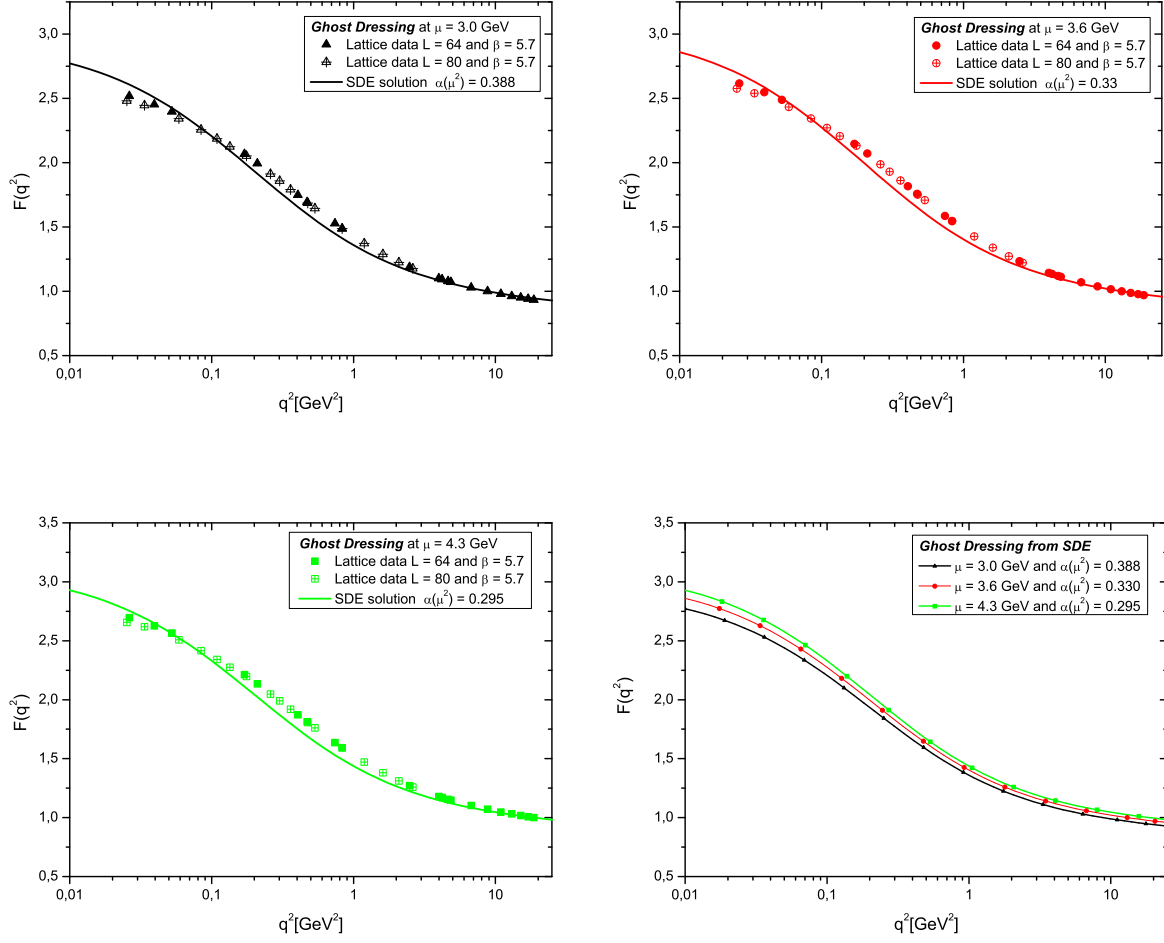 Ghost Dressing at μ = 3.0 GeV
Lattice data L = 64 and β = 5.7
Lattice data L = 80 and β = 5.7
SDE solution α(μ²) = 0.388
3,0
2,5
2,0
1,5
1,0
0,5
F(q²)
0,01
0,1
1
10
q²[GeV²]
Ghost Dressing at μ = 3.6 GeV
Lattice data L = 64 and β = 5.7
Lattice data L = 80 and β = 5.7
SDE solution α(μ²) = 0.33
3,0
2,5
2,0
1,5
1,0
0,5
F(q²)
0,01
0,1
1
10
q²[GeV²]
Ghost Dressing at μ = 4.3 GeV
Lattice data L = 64 and β = 5.7
Lattice data L = 80 and β = 5.7
SDE solution α(μ²) = 0.295
3,5
3,0
2,5
2,0
1,5
1,0
0,5
F(q²)
0,01
0,1
1
10
q²[GeV²]
Ghost Dressing from SDE
μ = 3.0 GeV and α(μ²) = 0.388
μ = 3.6 GeV and α(μ²) = 0.330
μ = 4.3 GeV and α(μ²) = 0.295
3,5
3,0
2,5
2,0
1,5
1,0
0,5
F(q²)
0,01
0,1
1
10
q²[GeV²]